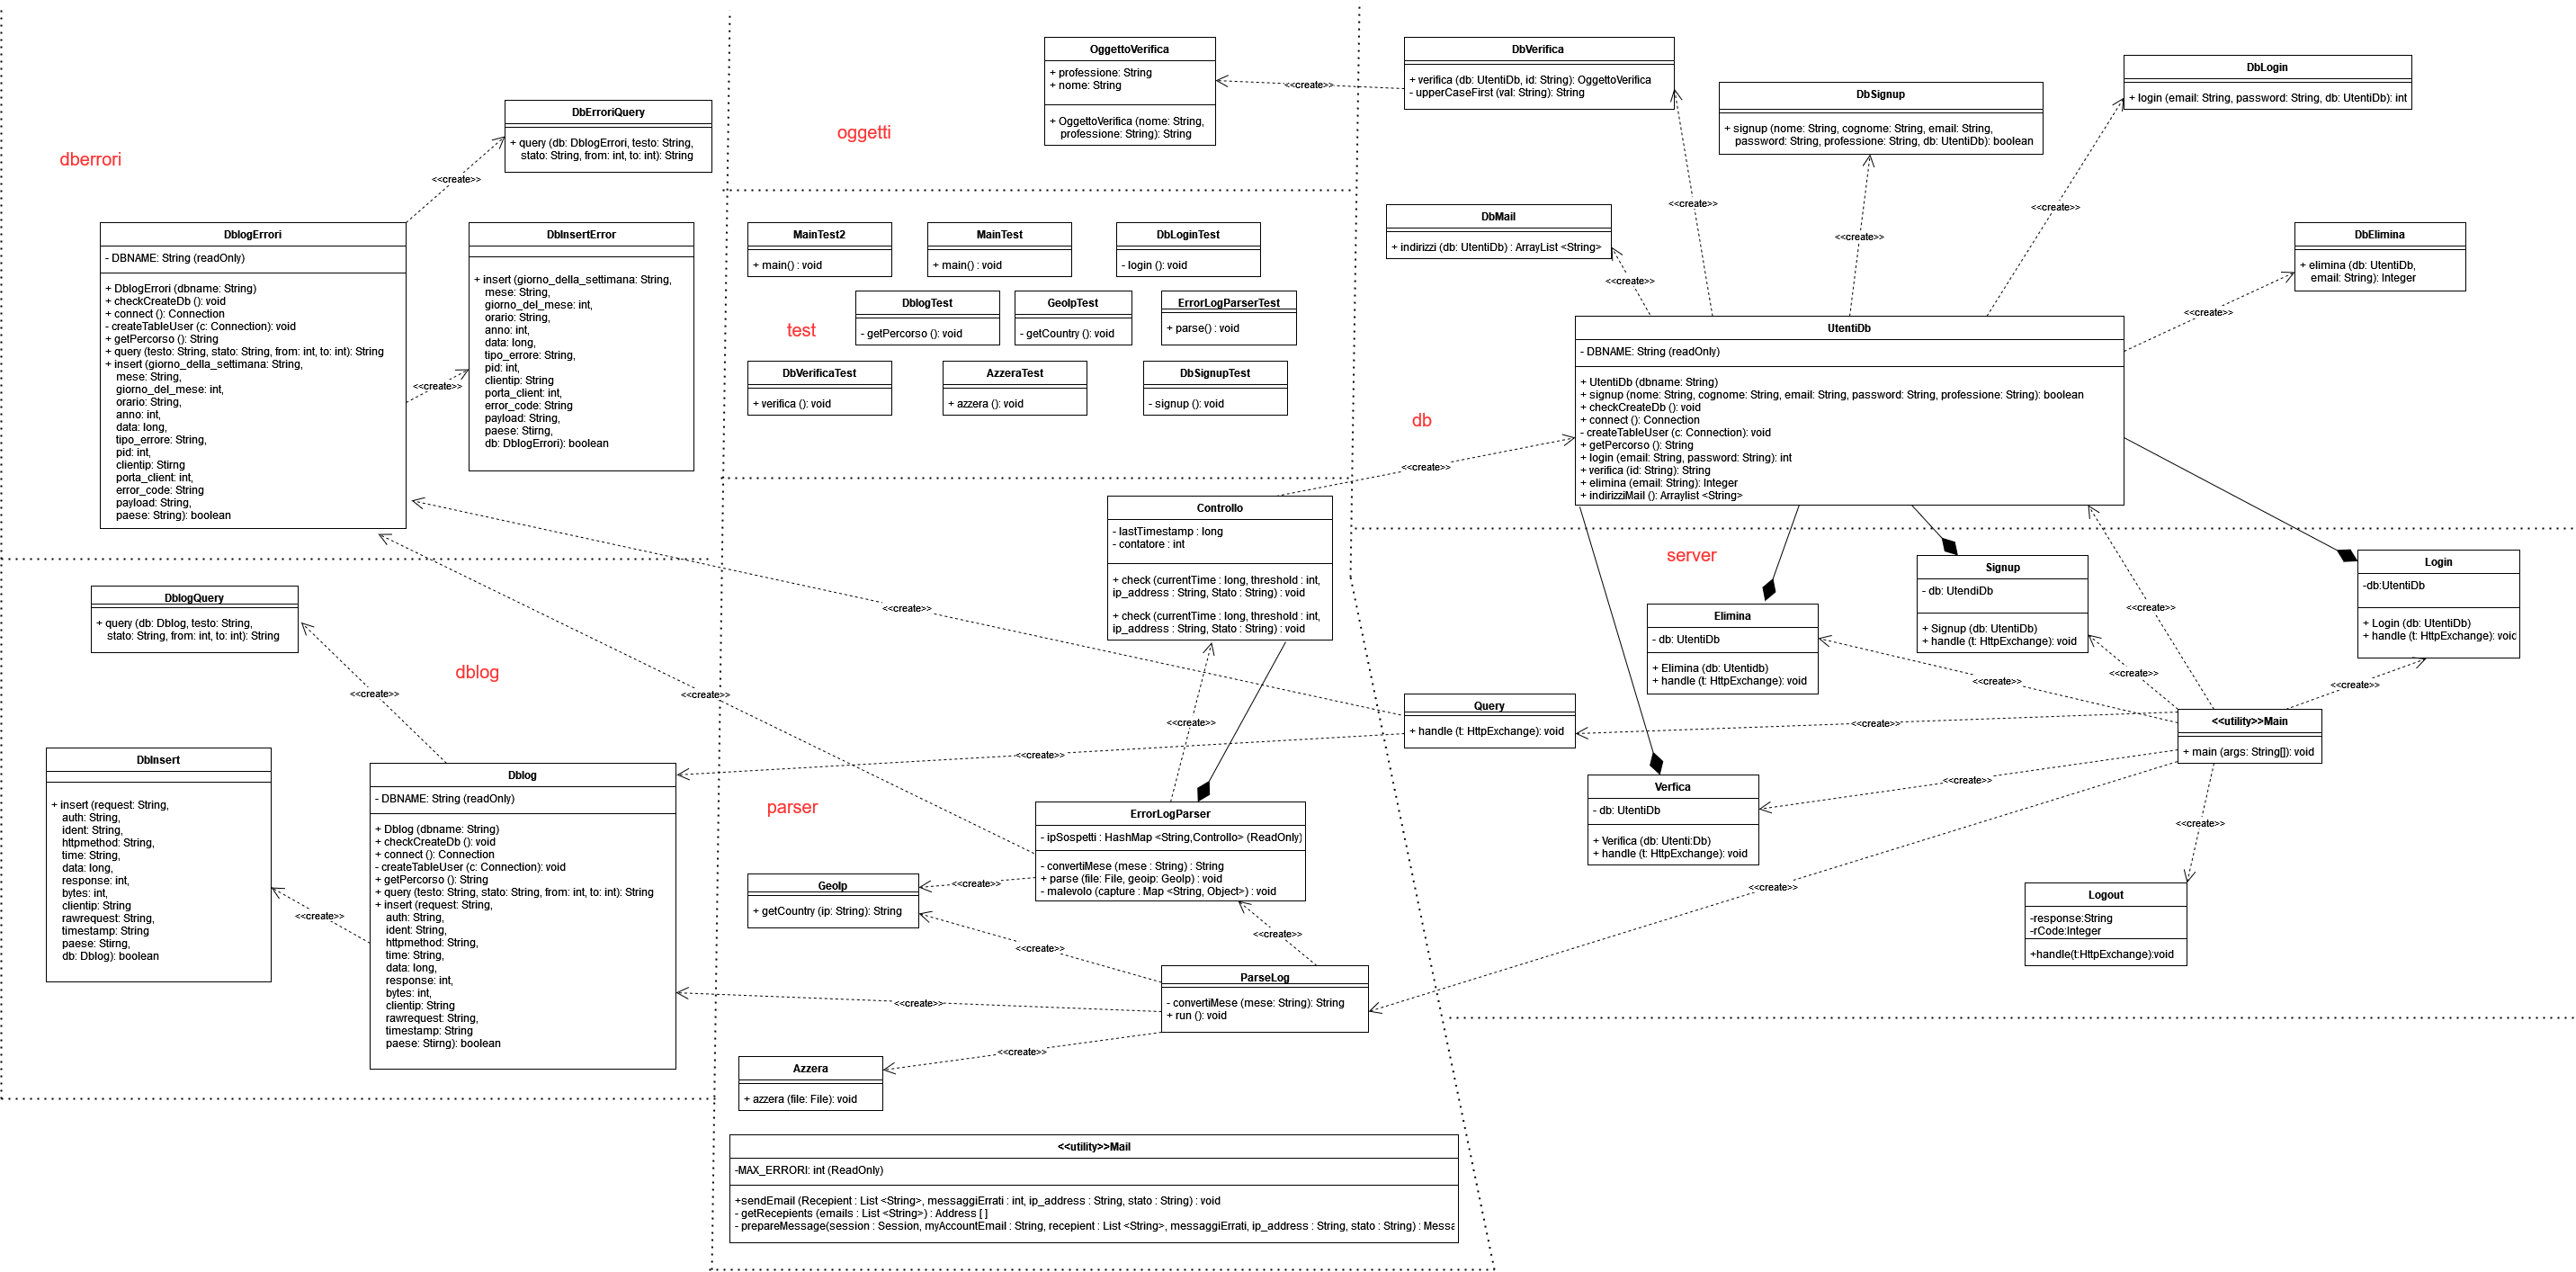 dberrori
DbErroriQuery
+ query (db: DblogErrori, testo: String,
stato: String, from: int, to: int): String
<<create>>
DblogErrori
- DBNAME: String (readOnly)
+ DblogErrori (dbname: String)
+ checkCreateDb (): void
+ connect (): Connection
- createTableUser (c: Connection): void
+ getPercorso (): String
+ query (testo: String, stato: String, from: int, to: int): String
+ insert (giorno_della_settimana: String,
mese: String,
giorno_del_mese: int,
orario: String,
anno: int,
data: long,
tipo_errore: String,
pid: int,
clientip: Stirng
porta_client: int,
error_code: String
payload: String,
paese: String): boolean
<<create>>
DbInsertError
+ insert (giorno_della_settimana: String,
mese: String,
giorno_del_mese: int,
orario: String,
anno: int,
data: long,
tipo_errore: String,
pid: int,
clientip: String
porta_client: int,
error_code: String
payload: String,
paese: Stirng,
db: DblogErrori): boolean
oggetti
OggettoVerifica
+ professione: String
+ nome: String
+ OggettoVerifica (nome: String,
professione: String): String
<<create>>
test
MainTest2
+ main() : void
MainTest
+ main() : void
DbLoginTest
- login (): void
DblogTest
- getPercorso (): void
GeoIpTest
- getCountry (): void
ErrorLogParserTest
+ parse() : void
DbVerificaTest
+ verifica (): void
AzzeraTest
+ azzera (): void
DbSignupTest
- signup (): void
db
DbVerifica
+ verifica (db: UtentiDb, id: String): OggettoVerifica
- upperCaseFirst (val: String): String
DbSignup
+ signup (nome: String, cognome: String, email: String,
password: String, professione: String, db: UtentiDb): boolean
DbLogin
+ login (email: String, password: String, db: UtentiDb): int
<<create>>
<<create>>
<<create>>
DbMail
+ indirizzi (db: UtentiDb) : ArrayList <String>
<<create>>
DbElimina
+ elimina (db: UtentiDb,
email: String): Integer
<<create>>
UtentiDb
- DBNAME: String (readOnly)
+ UtentiDb (dbname: String)
+ signup (nome: String, cognome: String, email: String, password: String, professione: String): boolean
+ checkCreateDb (): void
+ connect (): Connection
- createTableUser (c: Connection): void
+ getPercorso (): String
+ login (email: String, password: String): int
+ verifica (id: String): String
+ elimina (email: String): Integer
+ indirizziMail (): Arraylist <String>
<<create>>
dblog
DblogQuery
+ query (db: Dblog, testo: String,
stato: String, from: int, to: int): String
<<create>>
DbInsert
+ insert (request: String,
auth: String,
ident: String,
httpmethod: String,
time: String,
data: long,
response: int,
bytes: int,
clientip: String
rawrequest: String,
timestamp: String
paese: Stirng,
db: Dblog): boolean
<<create>>
Dblog
- DBNAME: String (readOnly)
+ Dblog (dbname: String)
+ checkCreateDb (): void
+ connect (): Connection
- createTableUser (c: Connection): void
+ getPercorso (): String
+ query (testo: String, stato: String, from: int, to: int): String
+ insert (request: String,
auth: String,
ident: String,
httpmethod: String,
time: String,
data: long,
response: int,
bytes: int,
clientip: String
rawrequest: String,
timestamp: String
paese: Stirng): boolean
parser
Controllo
- lastTimestamp : long
- contatore : int
+ check (currentTime : long, threshold : int,
ip_address : String, Stato : String) : void
+ check (currentTime : long, threshold : int,
ip_address : String, Stato : String) : void
<<create>>
<<create>>
<<create>>
<<create>>
ErrorLogParser
- ipSospetti : HashMap <String,Controllo> (ReadOnly)
- convertiMese (mese : String) : String
+ parse (file: File, geoip: GeoIp) : void
- malevolo (capture : Map <String, Object>) : void
GeoIp
+ getCountry (ip: String): String
<<create>>
<<create>>
<<create>>
ParseLog
- convertiMese (mese: String): String
+ run (): void
<<create>>
<<create>>
Azzera
+ azzera (file: File): void
<<utility>>Mail
-MAX_ERRORI: int (ReadOnly)
+sendEmail (Recepient : List <String>, messaggiErrati : int, ip_address : String, stato : String) : void
- getRecepients (emails : List <String>) : Address [ ]
- prepareMessage(session : Session, myAccountEmail : String, recepient : List <String>, messaggiErrati, ip_address : String, stato : String) : Messa
server
Elimina
- db: UtentiDb
+ Elimina (db: Utentidb)
+ handle (t: HttpExchange): void
Signup
- db: UtendiDb
+ Signup (db: UtentiDb)
+ handle (t: HttpExchange): void
Login
-db:UtentiDb
+ Login (db: UtentiDb)
+ handle (t: HttpExchange): void
<<create>>
<<create>>
<<create>>
<<create>>
<<create>>
Query
+ handle (t: HttpExchange): void
<<utility>>Main
+ main (args: String[]): void
Verfica
- db: UtentiDb
+ Verifica (db: Utenti:Db)
+ handle (t: HttpExchange): void
<<create>>
<<create>>
<<create>>
Logout
-response:String
-rCode:Integer
+handle(t:HttpExchange):void